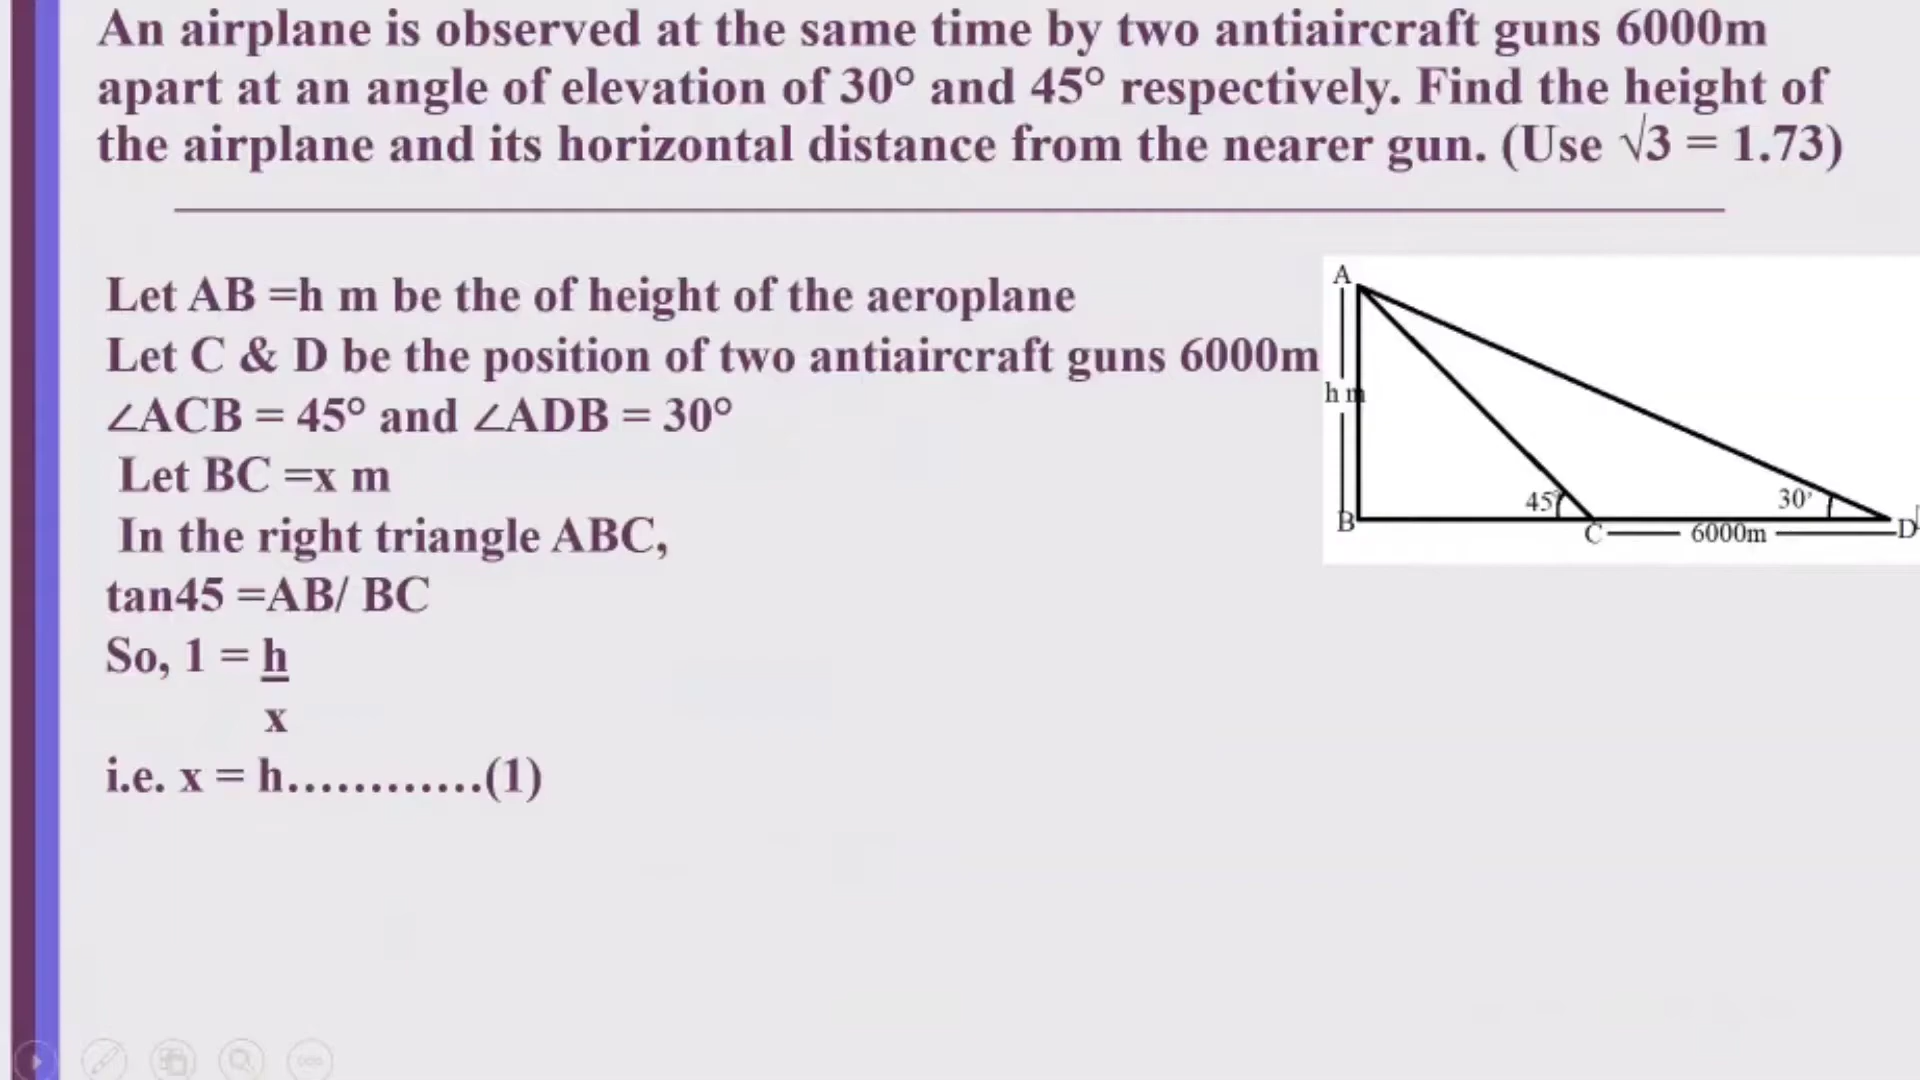 An airplane is observed at the same time by two antiaircraft guns 6000m
apart at an angle of elevation of 30° and 45° respectively. Find the height of
the airplane and its horizontal distance from the nearer gun. (Use √3 = 1.73)
Let AB =h m be the of height of the aeroplane
Let C & D be the position of two antiaircraft guns 6000m
∠ACB = 45° and ∠ADB = 30°
Let BC =x m
In the right triangle ABC,
tan45 =AB/ BC
So, 1 = h
x
i.e. x = h............(1)
A
h m
45°
30'
B
C
6000m
D